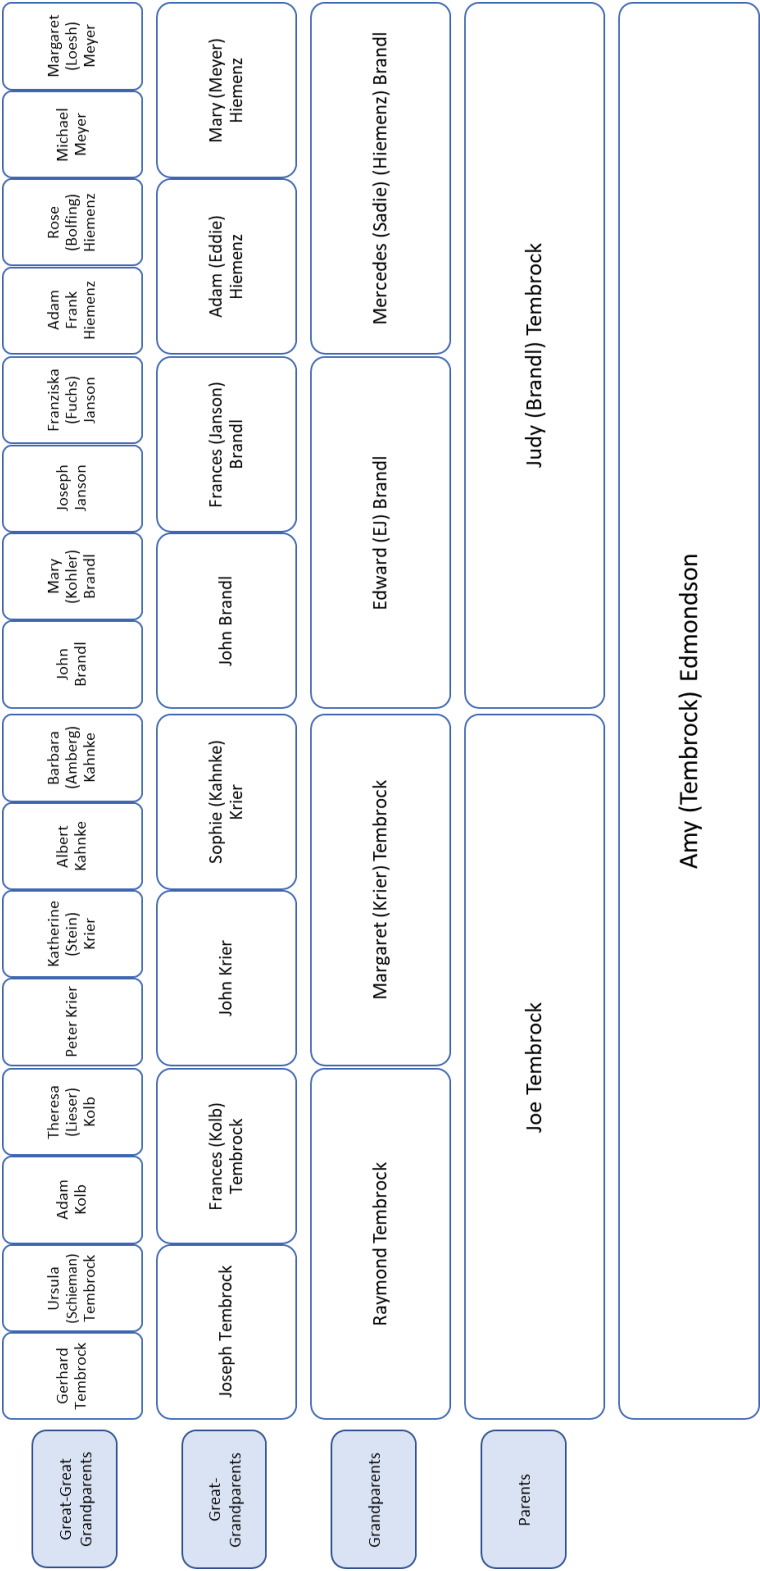 Great-Great
Grandparents
Gerhard
Tembrock
Ursula
(Schieman)
Tembrock
Adam
Kolb
Theresa
(Lieser)
Kolb
Peter Krier
Katherine
(Stein)
Krier
Albert
Kahnke
Barbara
(Amberg)
Kahnke
John
Brandl
Mary
(Kohler)
Brandl
Joseph
Janson
Franziska
(Fuchs)
Janson
Adam
Frank
Hiemenz
Rose
(Bolfing)
Hiemenz
Michael
Meyer
Margaret
(Loesh)
Meyer
Great-
Grandparents
Joseph Tembrock
Frances (Kolb)
Tembrock
John Krier
Sophie (Kahnke)
Krier
John Brandl
Frances (Janson)
Brandl
Adam (Eddie)
Hiemenz
Mary (Meyer)
Hiemenz
Grandparents
Raymond Tembrock
Margaret (Krier) Tembrock
Edward (EJ) Brandl
Mercedes (Sadie) (Hiemenz) Brandl
Parents
Joe Tembrock
Judy (Brandl) Tembrock
Amy (Tembrock) Edmondson